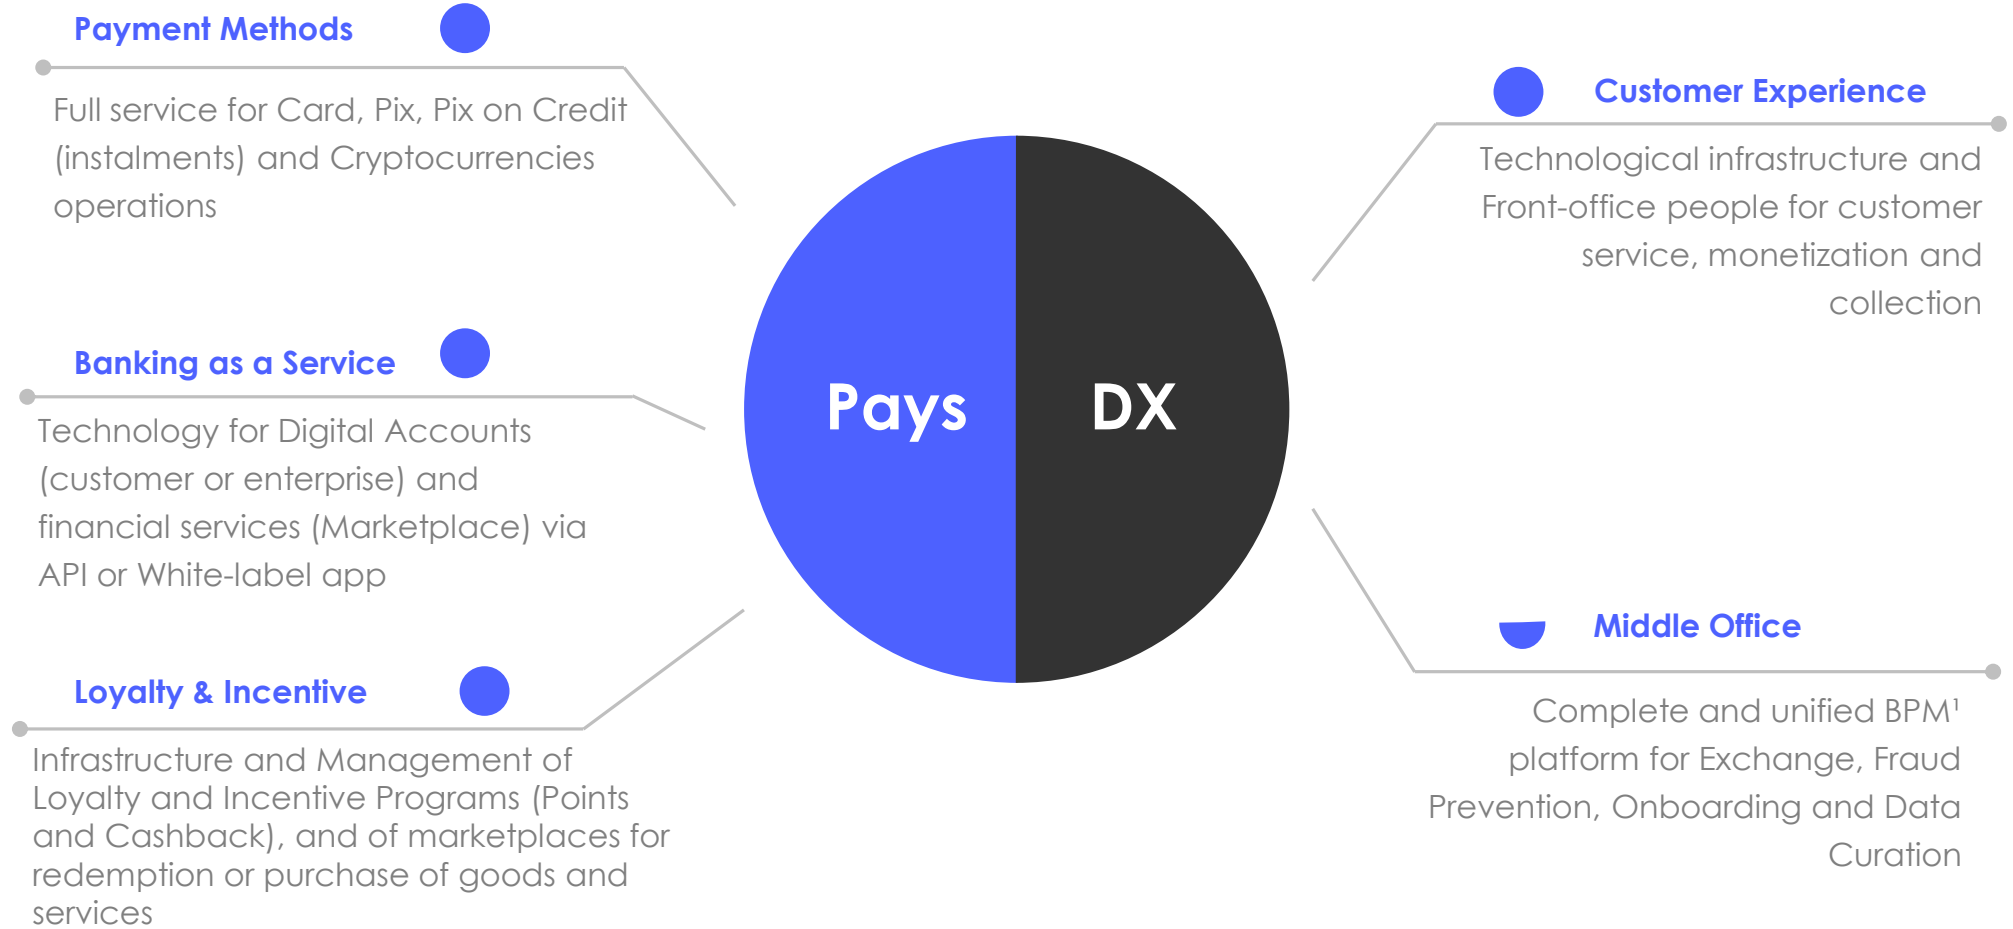 Payment Methods
Full service for Card, Pix, Pix on Credit
(instalments) and Cryptocurrencies
operations
Banking as a Service
Technology for Digital Accounts
(customer or enterprise) and
financial services (Marketplace) via
API or White-label app
Loyalty & Incentive
Infrastructure and Management of
Loyalty and Incentive Programs (Points
and Cashback), and of marketplaces for
redemption or purchase of goods and
services
Pays
DX
Customer Experience
Technological infrastructure and
Front-office people for customer
service, monetization and
collection
Middle Office
Complete and unified BPM¹
platform for Exchange, Fraud
Prevention, Onboarding and Data
Curation